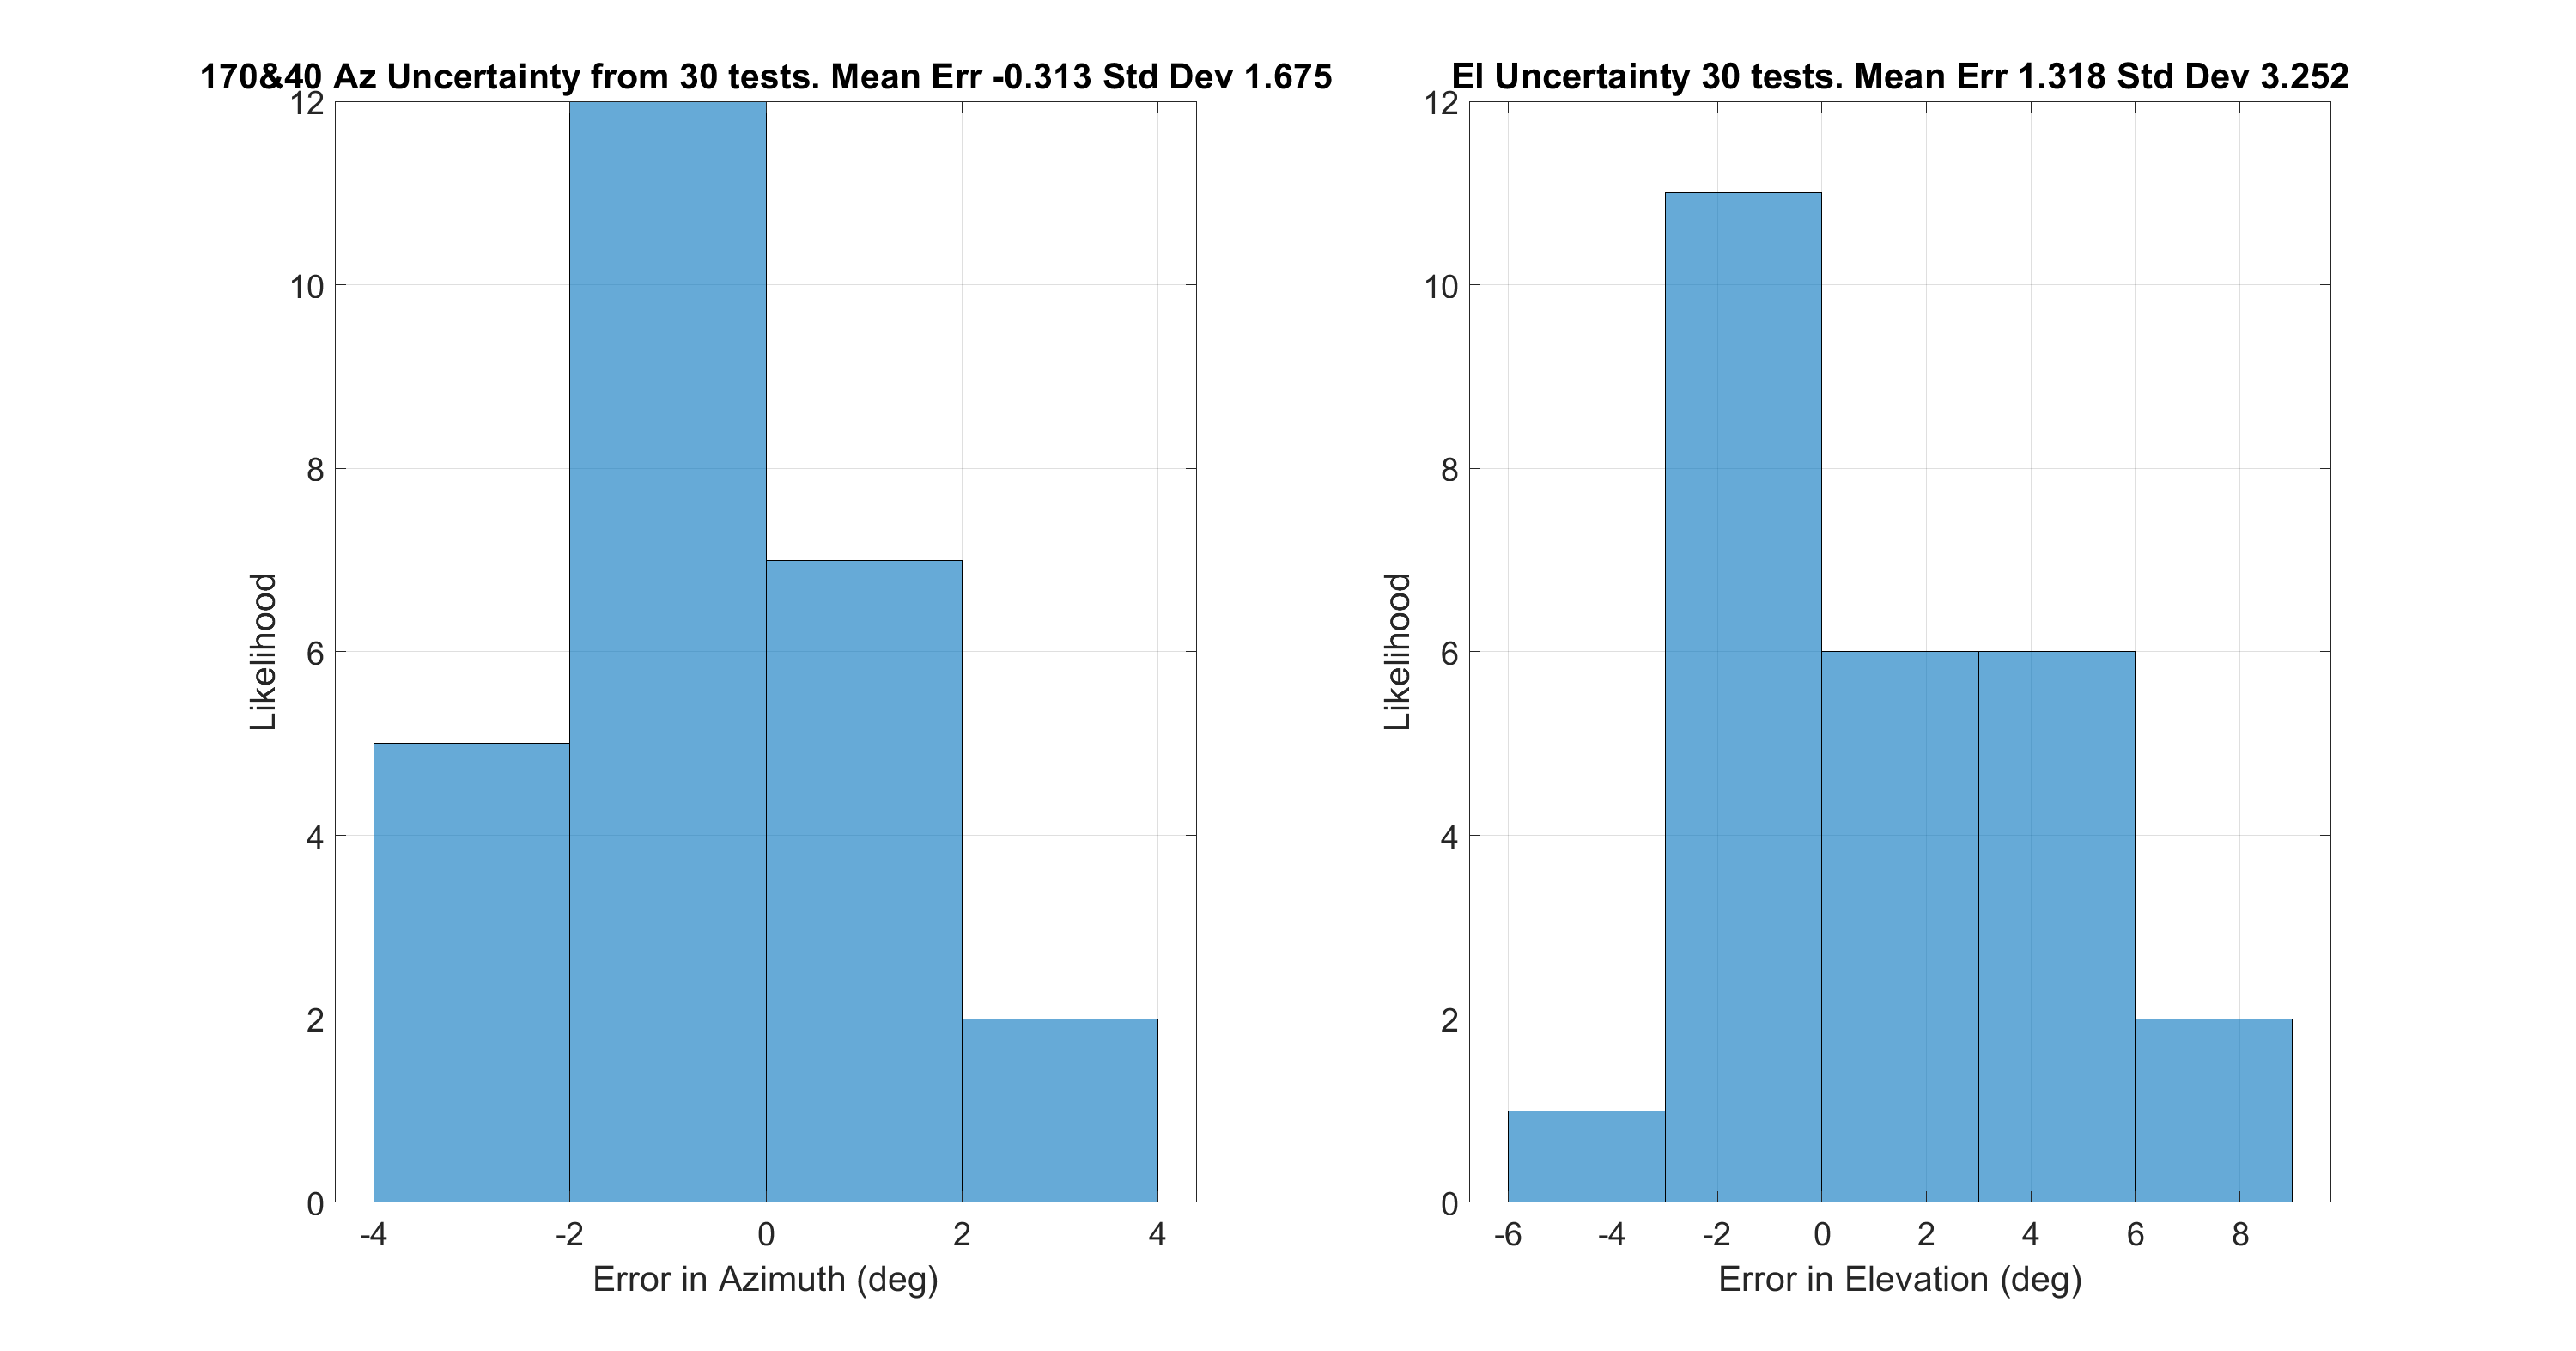 170&40 Az Uncertainty from 30 tests. Mean Err -0.313 Std Dev 1.675
12
10
8
6
4
2
0
Likelihood
-4 -2 0 2 4
Error in Azimuth (deg)
El Uncertainty 30 tests. Mean Err 1.318 Std Dev 3.252
12
10
8
6
4
2
0
Likelihood
-6 -4 -2 0 2 4 6 8
Error in Elevation (deg)